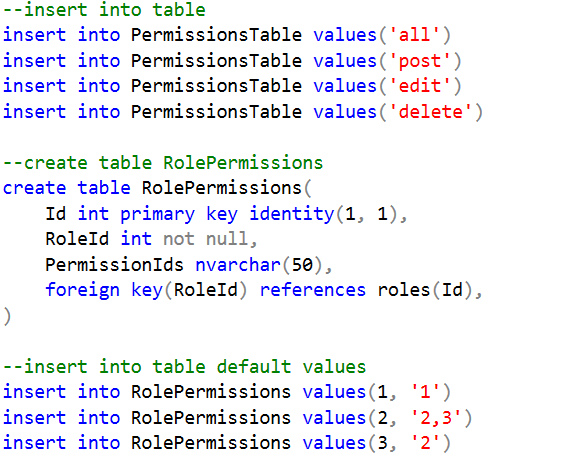 --insert into table
insert into PermissionsTable values('all')
insert into PermissionsTable values('post')
insert into PermissionsTable values('edit')
insert into PermissionsTable values('delete')
--create table RolePermissions
create table RolePermissions(
    Id int primary key identity(1, 1),
    RoleId int not null,
    PermissionIds nvarchar(50),
    foreign key(RoleId) references roles(Id),
)
--insert into table default values
insert into RolePermissions values(1, '1')
insert into RolePermissions values(2, '2,3')
insert into RolePermissions values(3, '2')